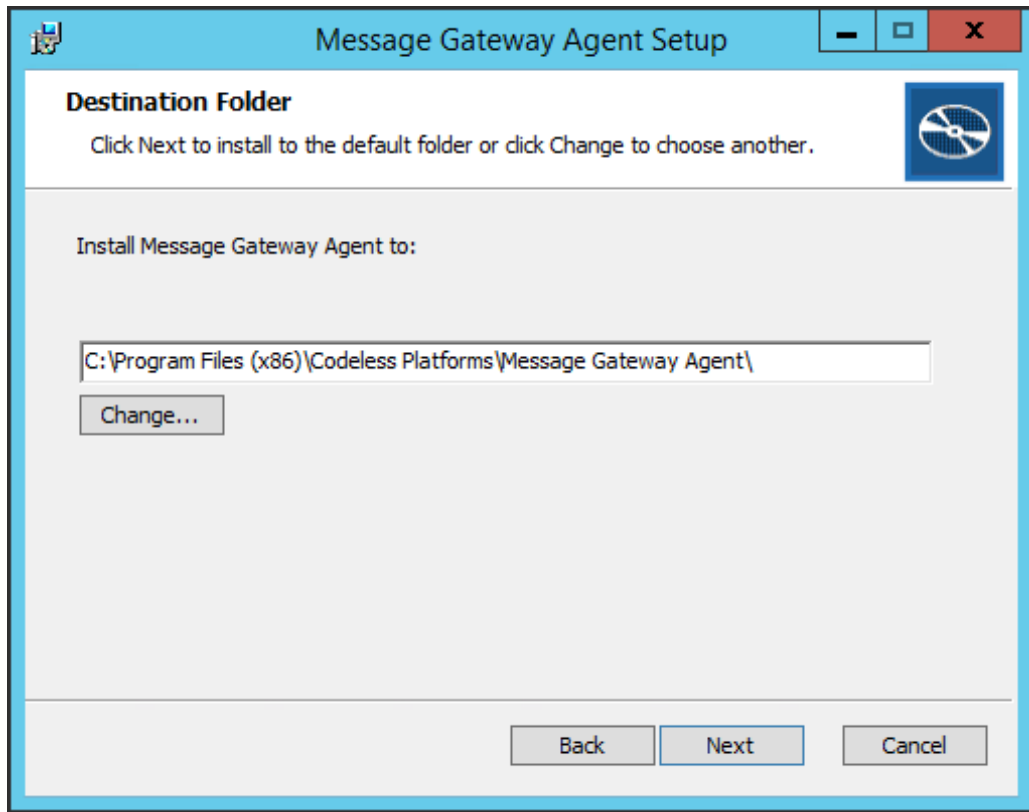 Message Gateway Agent Setup
Destination Folder
Click Next to install to the default folder or click Change to choose another.
Install Message Gateway Agent to:
C:\Program Files (x86)\Codeless Platforms\Message Gateway Agent\
Change...
Back Next Cancel